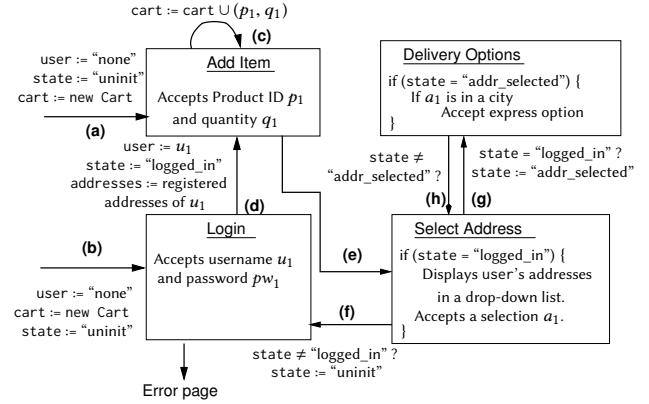 cart := cart ∪ (p₁, q₁)
(c)
user := “none”
state := “uninit”
cart := new Cart
(a)
Add Item
Accepts Product ID p₁
and quantity q₁
Delivery Options
if (state = “addr_selected”) {
If a₁ is in a city
Accept express option
}
user := u₁
state := “logged_in”
addresses := registered
addresses of u₁
(d)
state ≠
“addr_selected” ?
(h)
state = “logged_in” ?
state := “addr_selected”
(g)
(b)
user := “none”
cart := new Cart
state := “uninit”
Login
Accepts username u₁
and password pw₁
(e)
(f)
Select Address
if (state = “logged_in”) {
Displays user’s addresses
in a drop-down list.
Accepts a selection a₁.
}
state ≠ “logged_in” ?
state := “uninit”
Error page